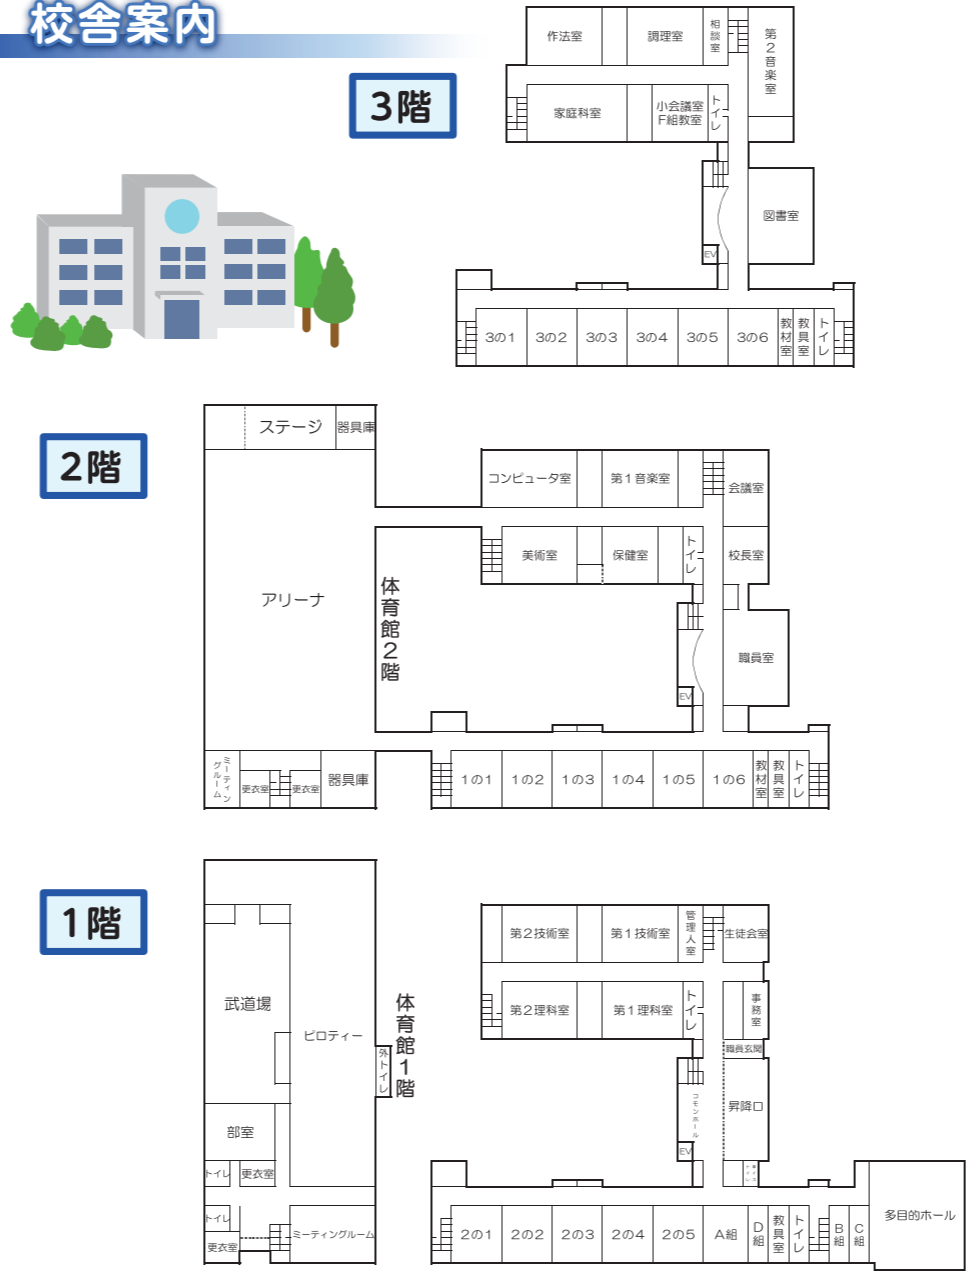 校舎案内
3階
作法室
調理室
相談室
第2音楽室
家庭科室
小会議室
F組教室
トイレ
図書室
EV
3の1
3の2
3の3
3の4
3の5
3の6
教材室
教具室
トイレ
2階
ステージ
器具庫
コンピュータ室
第1音楽室
会議室
美術室
保健室
トイレ
校長室
アリーナ
体育館2階
職員室
EV
ミーティングルーム
更衣室
更衣室
器具庫
1の1
1の2
1の3
1の4
1の5
1の6
教材室
教具室
トイレ
1階
第2技術室
第1技術室
管理人室
生徒会室
武道場
ピロティー
体育館1階
外トイレ
第2理科室
第1理科室
トイレ
事務室
職員玄関
コモンホール
昇降口
部室
EV
トイレ
更衣室
トイレ
更衣室
ミーティングルーム
2の1
2の2
2の3
2の4
2の5
A組
D組
教具室
トイレ
B組
C組
多目的ホール